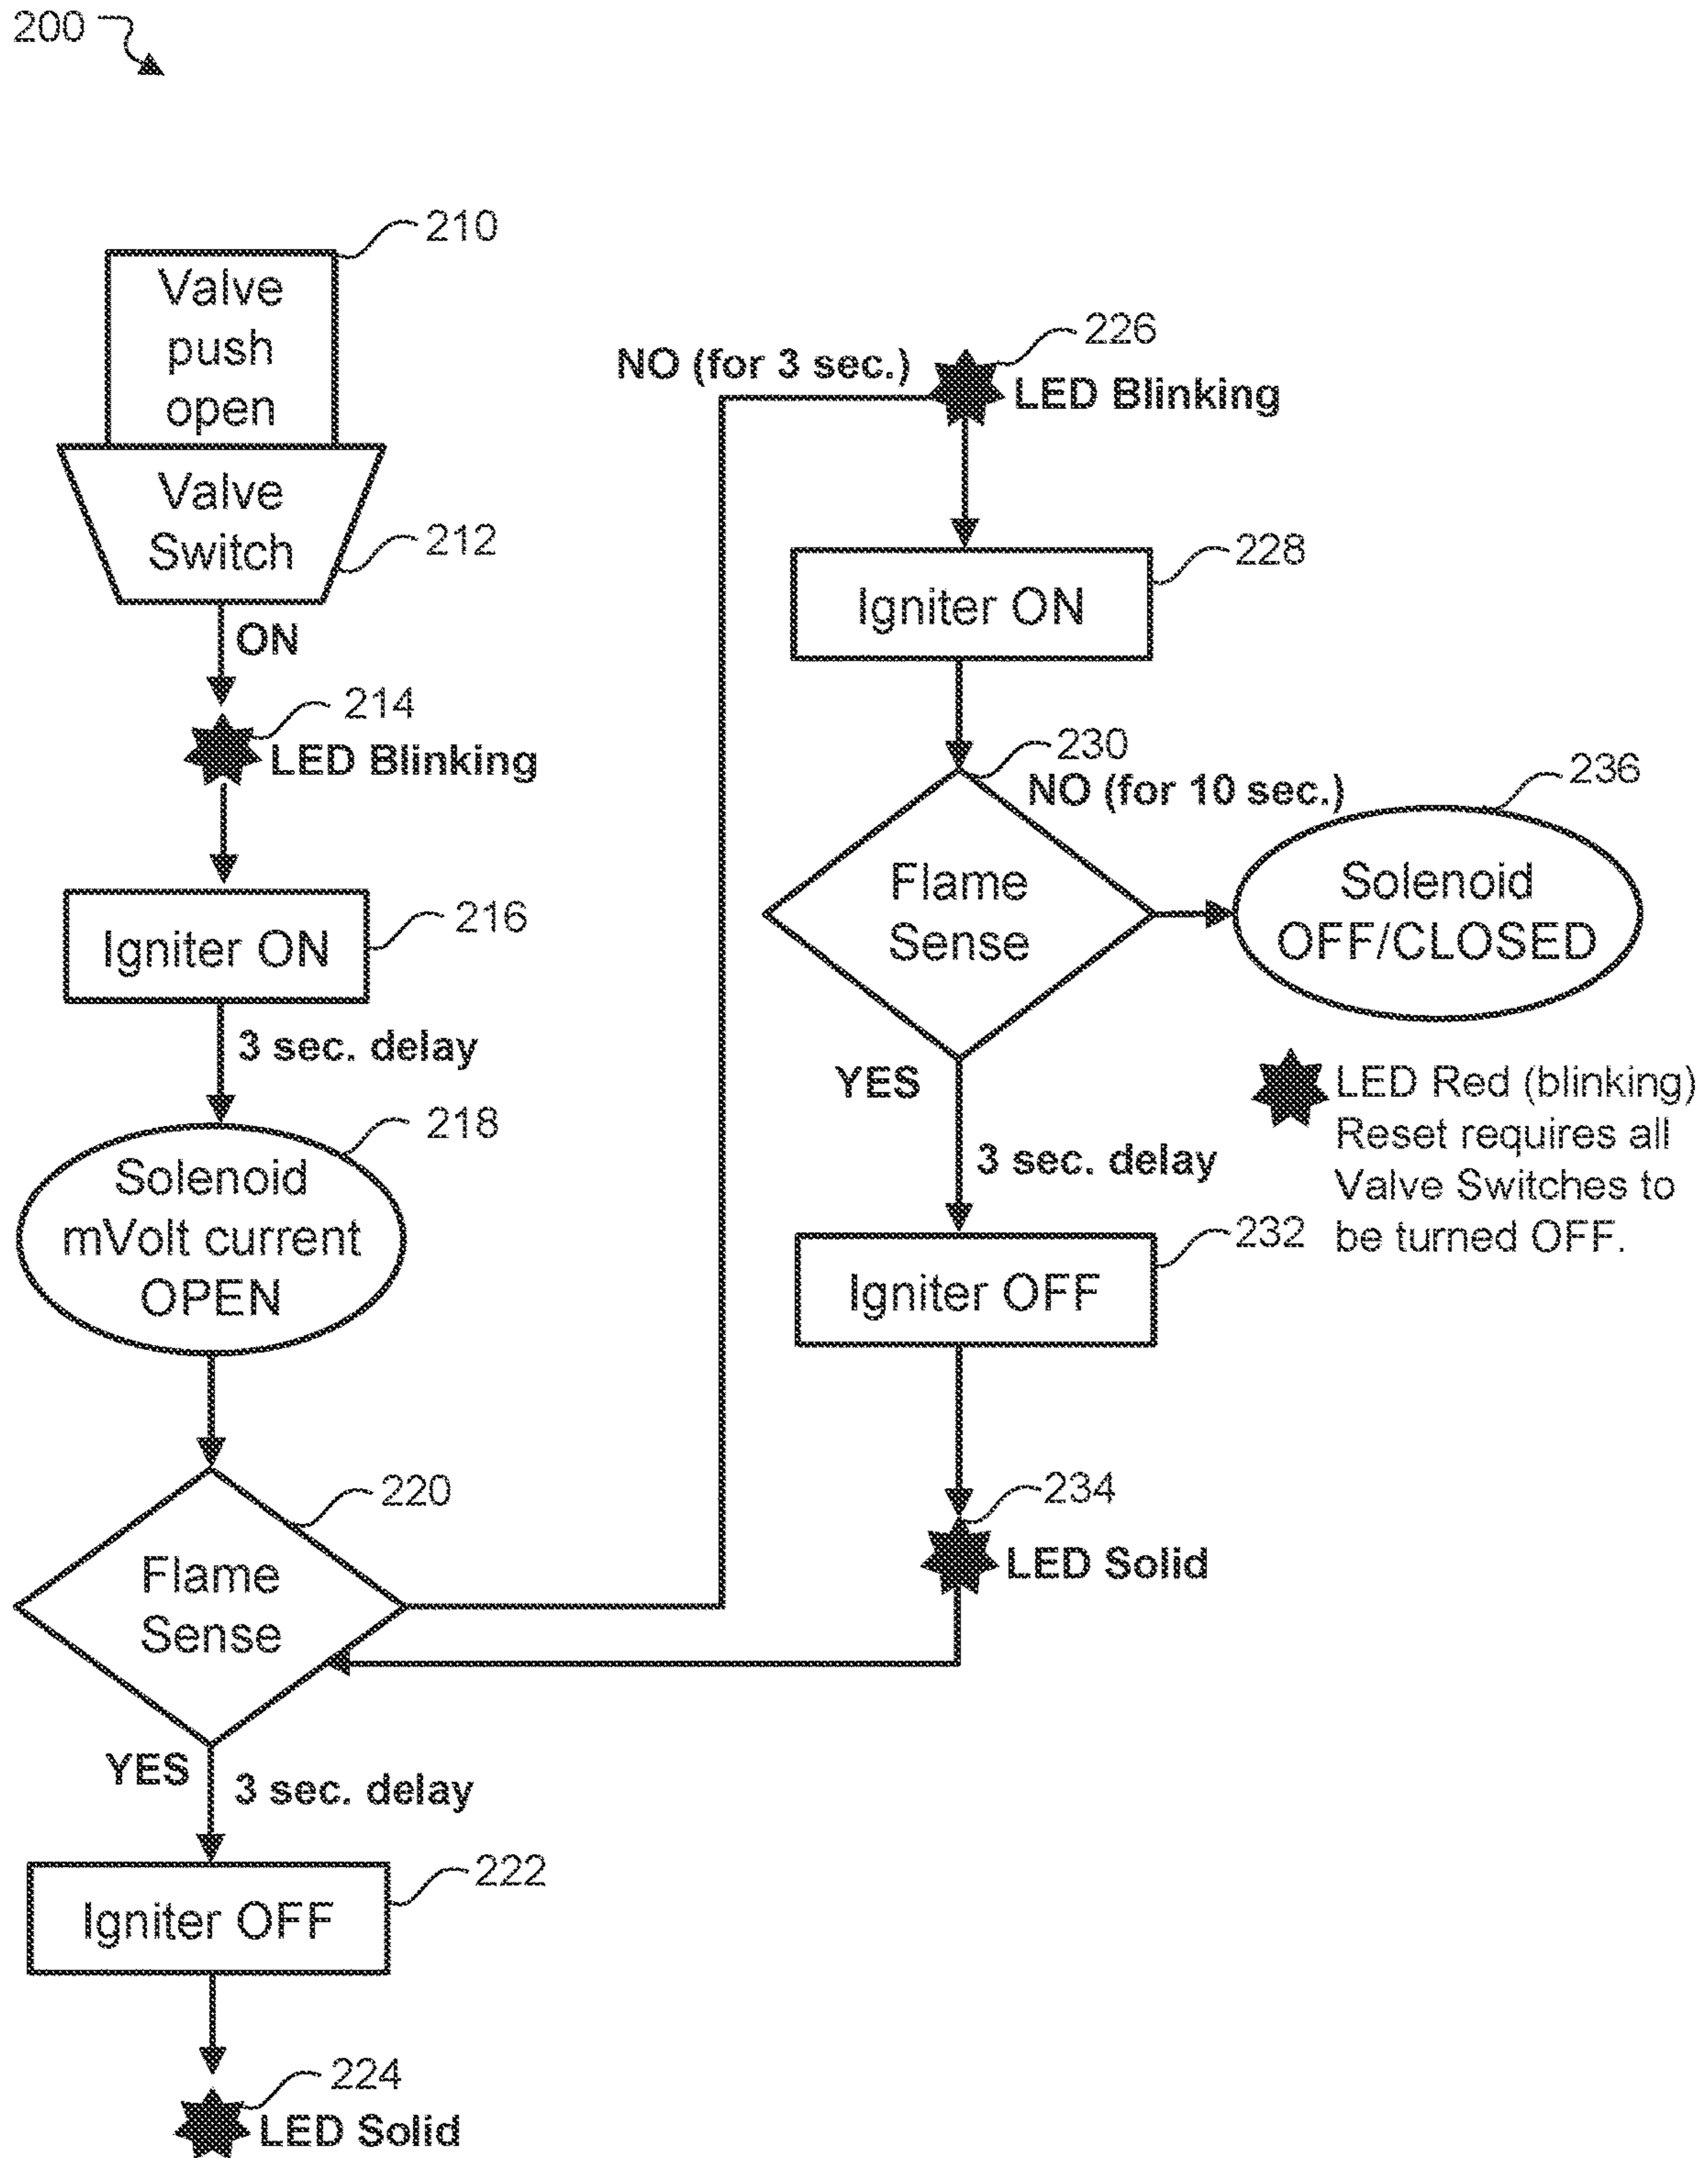 200
210
Valve
push
open
Valve
Switch
212
ON
214
LED Blinking
216
Igniter ON
3 sec. delay
218
Solenoid
mVolt current
OPEN
220
Flame
Sense
YES
3 sec. delay
222
Igniter OFF
224
LED Solid
NO (for 3 sec.)
226
LED Blinking
228
Igniter ON
230
NO (for 10 sec.)
Flame
Sense
236
Solenoid
OFF/CLOSED
LED Red (blinking)
Reset requires all
Valve Switches to
be turned OFF.
YES
3 sec. delay
232
Igniter OFF
234
LED Solid